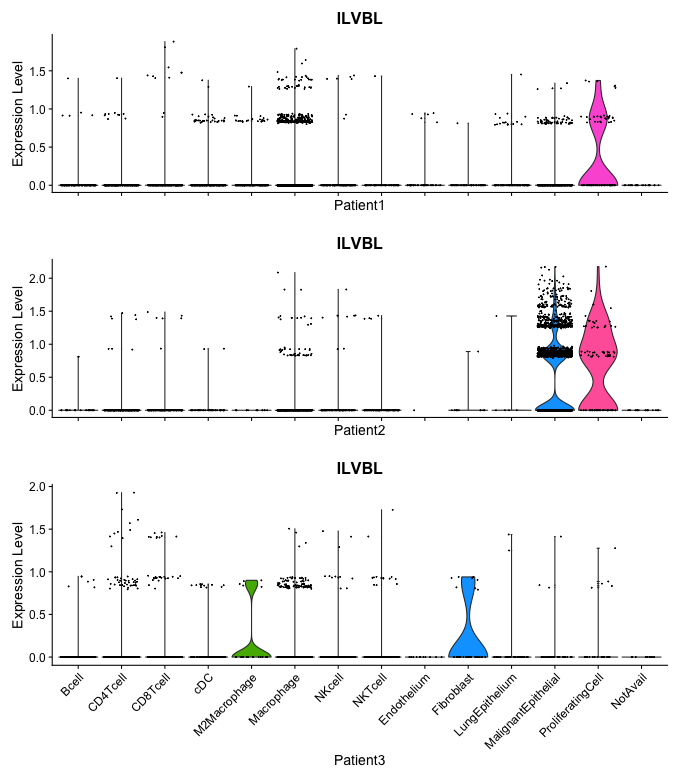 ILVBL
Expression Level
1.5
1.0
0.5
0.0
Patient1
ILVBL
Expression Level
2.0
1.5
1.0
0.5
0.0
Patient2
ILVBL
Expression Level
2.0
1.5
1.0
0.5
0.0
Bcell
CD4Tcell
CD8Tcell
cDC
M2Macrophage
Macrophage
NKcell
NKTcell
Endothelium
Fibroblast
LungEpithelium
MalignantEpithelial
ProliferatingCell
NotAvail
Patient3